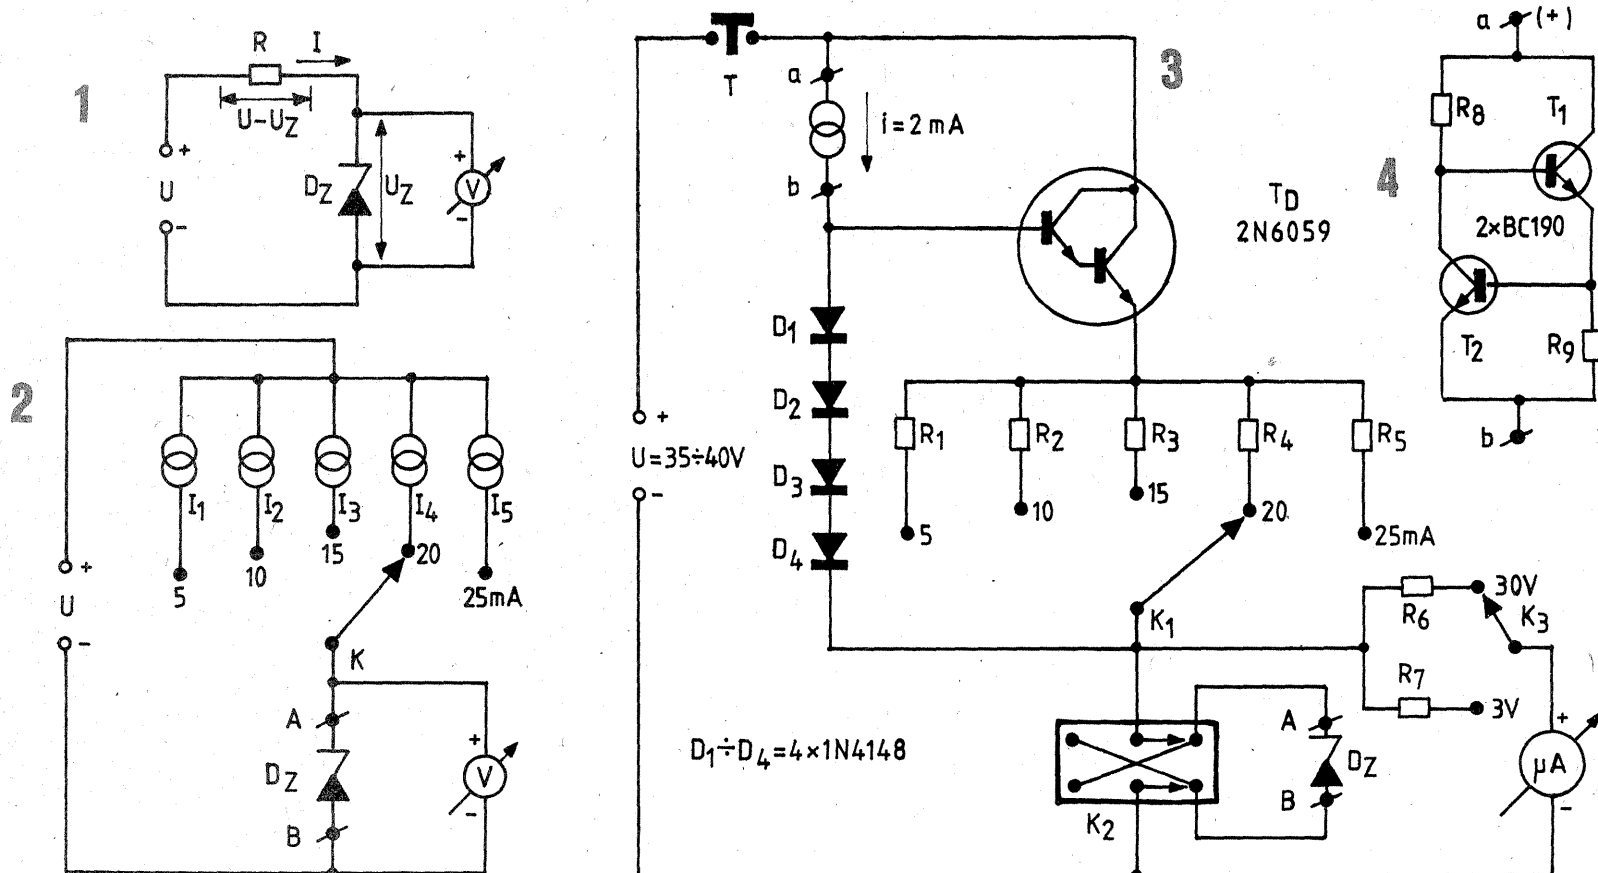 1
R
I
U-UZ
+
U
-
DZ
UZ
+
V
-
2
I1
I2
I3
I4
I5
5
10
15
20
25mA
+
U
-
K
A
DZ
B
+
V
-
3
T
a
i=2mA
b
TD
2N6059
D1
D2
D3
D4
+
U=35÷40V
-
R1
R2
R3
R4
R5
5
10
15
20
25mA
K1
R6
30V
K3
R7
3V
D1÷D4=4×1N4148
K2
A
DZ
B
+
µA
-
4
a
(+)
R8
T1
2×BC190
T2
R9
b